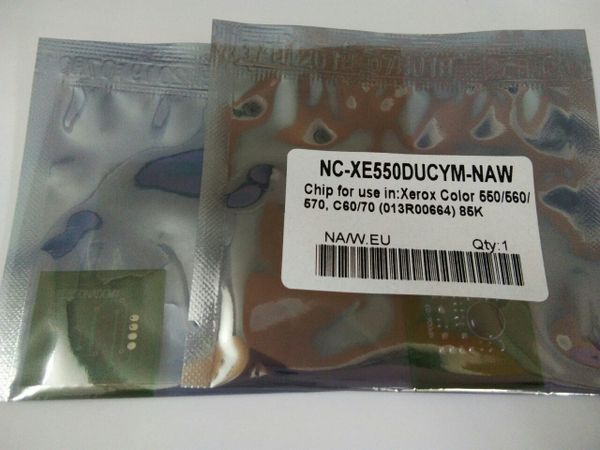 NC-XE550DUCYM-NAW
Chip for use in:Xerox Color 550/560/
570, C60/70 (013R00664) 85K
NA/W.EU Qty:1